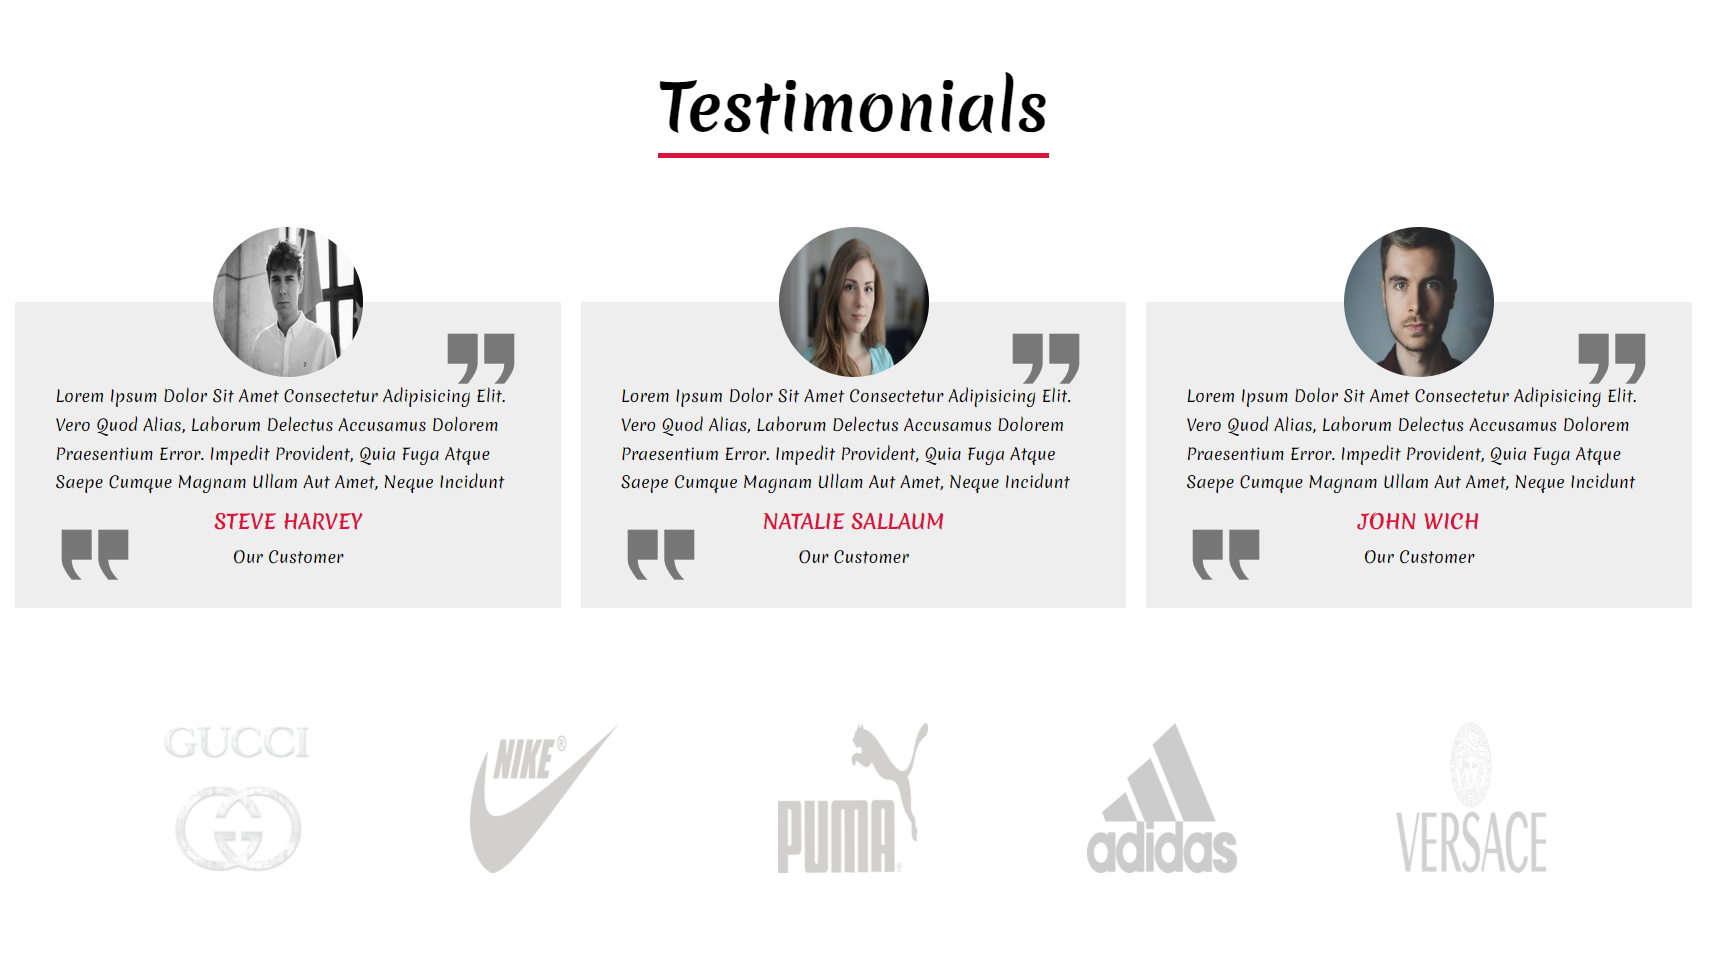 Testimonials
Lorem Ipsum Dolor Sit Amet Consectetur Adipisicing Elit.
Vero Quod Alias, Laborum Delectus Accusamus Dolorem
Praesentium Error. Impedit Provident, Quia Fuga Atque
Saepe Cumque Magnam Ullam Aut Amet, Neque Incidunt
STEVE HARVEY
Our Customer
Lorem Ipsum Dolor Sit Amet Consectetur Adipisicing Elit.
Vero Quod Alias, Laborum Delectus Accusamus Dolorem
Praesentium Error. Impedit Provident, Quia Fuga Atque
Saepe Cumque Magnam Ullam Aut Amet, Neque Incidunt
NATALIE SALLAUM
Our Customer
Lorem Ipsum Dolor Sit Amet Consectetur Adipisicing Elit.
Vero Quod Alias, Laborum Delectus Accusamus Dolorem
Praesentium Error. Impedit Provident, Quia Fuga Atque
Saepe Cumque Magnam Ullam Aut Amet, Neque Incidunt
JOHN WICH
Our Customer
GUCCI
NIKE®
PUMA®
adidas
VERSACE